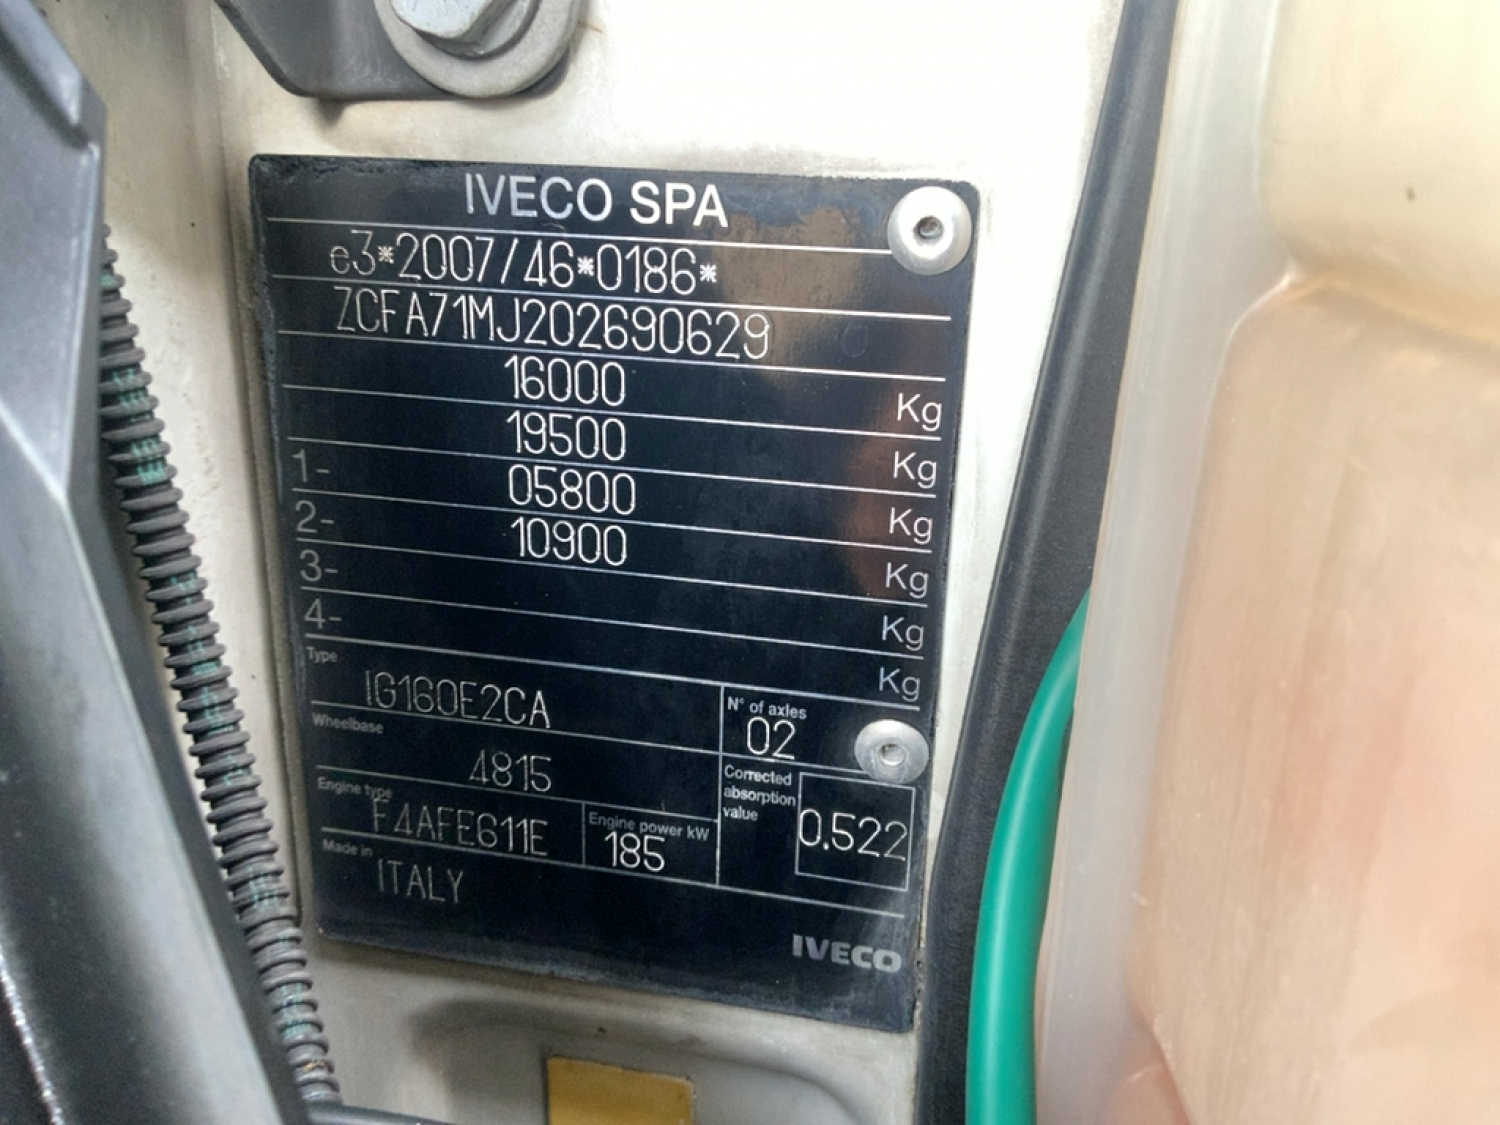 IVECO SPA
e3*2007/46*0186*
ZCFA71MJ202690629
16000 Kg
19500 Kg
1- 05800 Kg
2- 10900 Kg
3- Kg
4- Kg
Type
IG160E2CA
N° of axles
02
Wheelbase
4815
Corrected
absorption
value
0.522
Engine type
F4AFE611E
Engine power kW
185
Made in
ITALY
IVECO